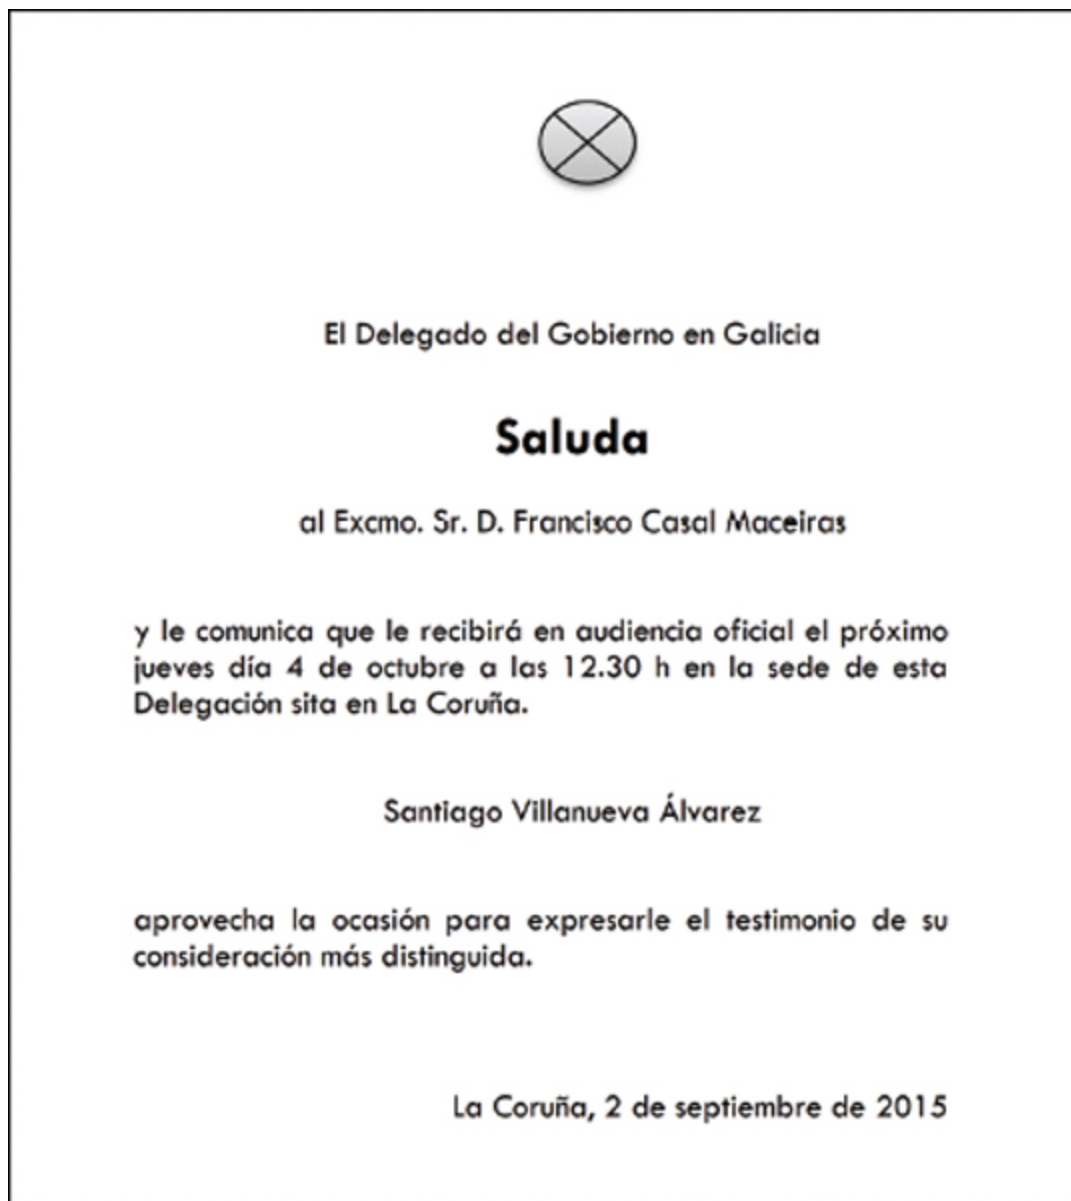 El Delegado del Gobierno en Galicia
Saluda
al Excmo. Sr. D. Francisco Casal Maceiras
y le comunica que le recibirá en audiencia oficial el próximo
jueves día 4 de octubre a las 12.30 h en la sede de esta
Delegación sita en La Coruña.
Santiago Villanueva Álvarez
aprovecha la ocasión para expresarle el testimonio de su
consideración más distinguida.
La Coruña, 2 de septiembre de 2015